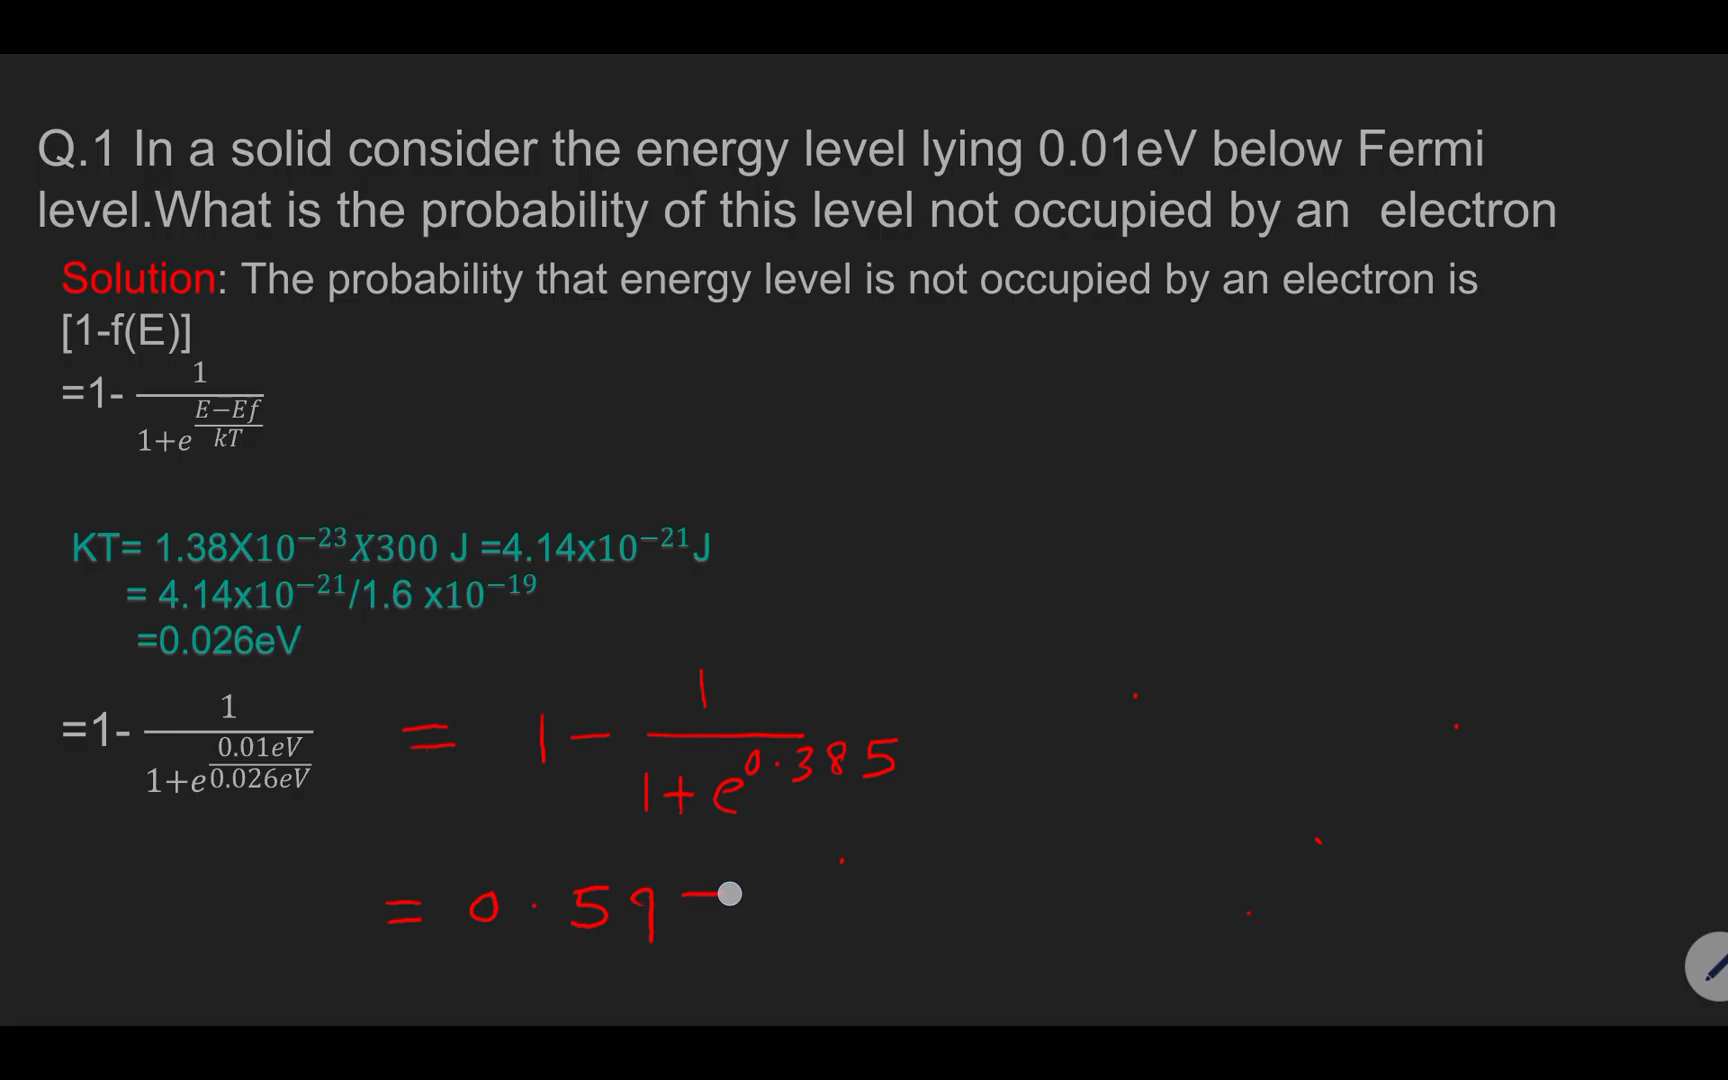 Q.1 In a solid consider the energy level lying 0.01eV below Fermi
level.What is the probability of this level not occupied by an electron
Solution: The probability that energy level is not occupied by an electron is
[1-f(E)]
=1- 1/(1+e^((E−Ef)/kT))
KT= 1.38X10^−23X300 J =4.14x10^−21J
= 4.14x10^−21/1.6 x10^−19
=0.026eV
=1- 1/(1+e^(0.01eV/0.026eV)) = 1 − 1/(1+e^0.385)
= 0.59 −